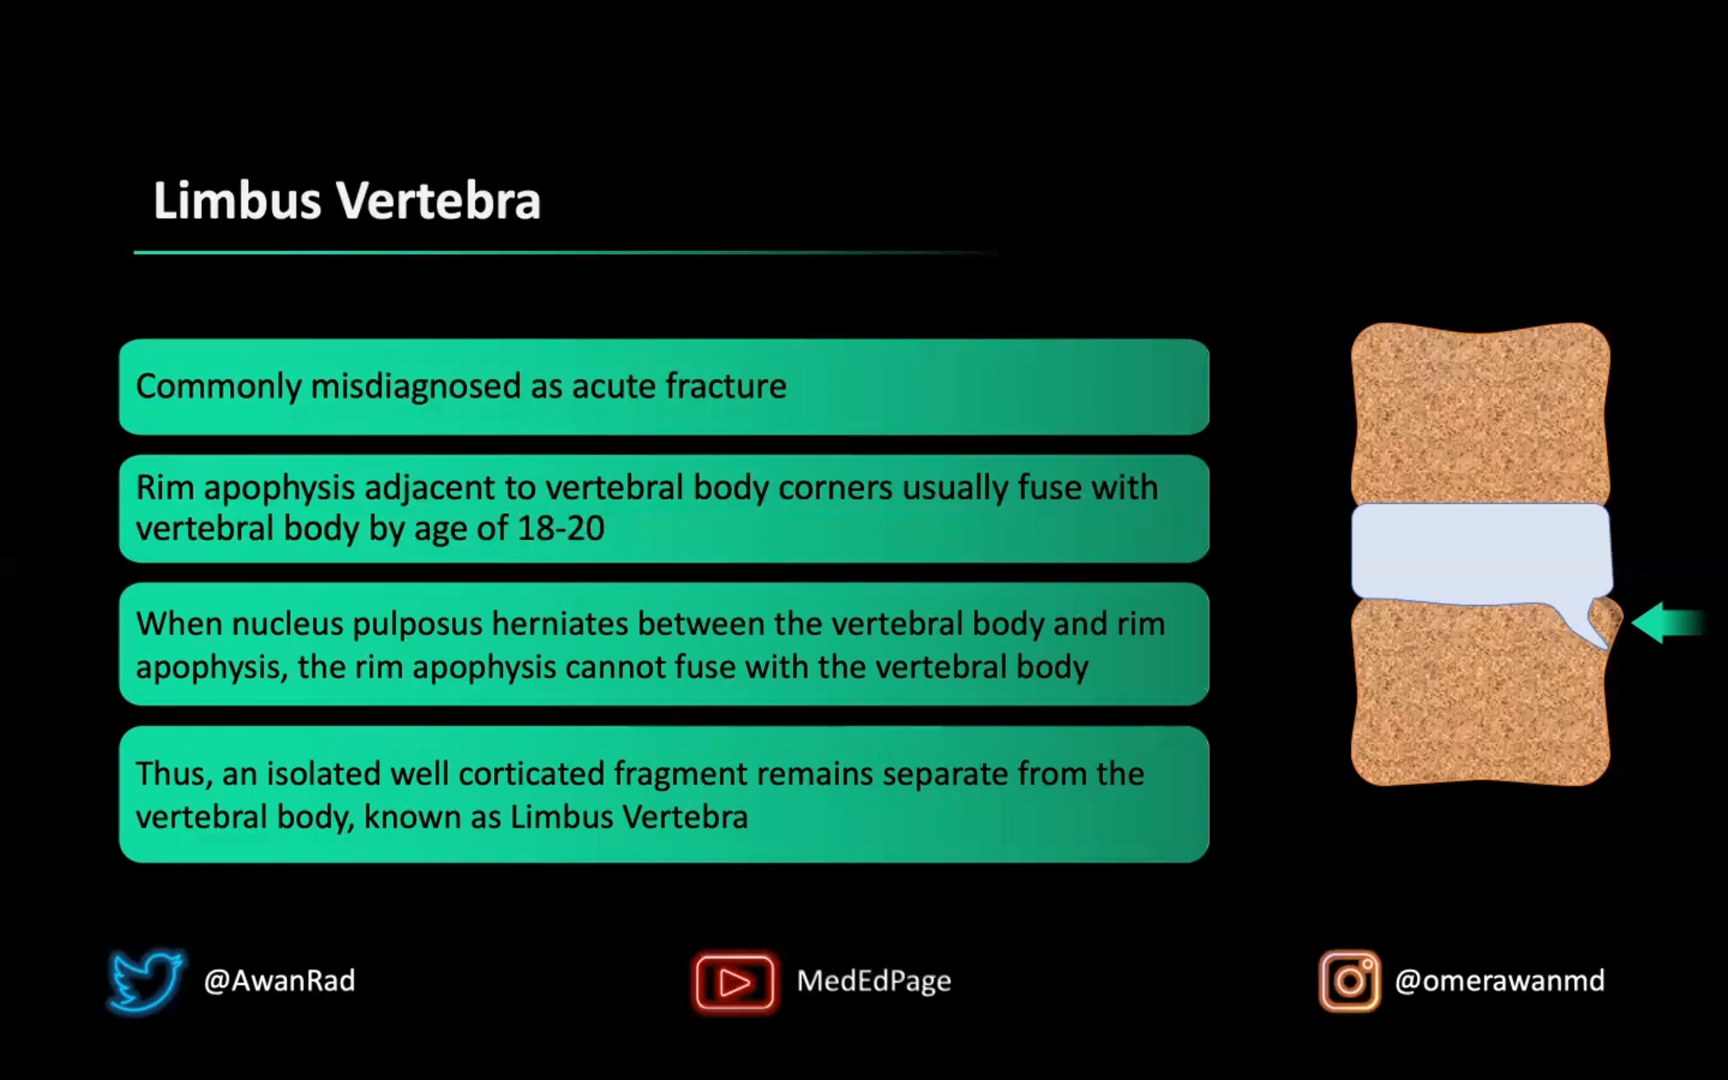 Limbus Vertebra
Commonly misdiagnosed as acute fracture
Rim apophysis adjacent to vertebral body corners usually fuse with
vertebral body by age of 18-20
When nucleus pulposus herniates between the vertebral body and rim
apophysis, the rim apophysis cannot fuse with the vertebral body
Thus, an isolated well corticated fragment remains separate from the
vertebral body, known as Limbus Vertebra
@AwanRad
MedEdPage
@omerawanmd